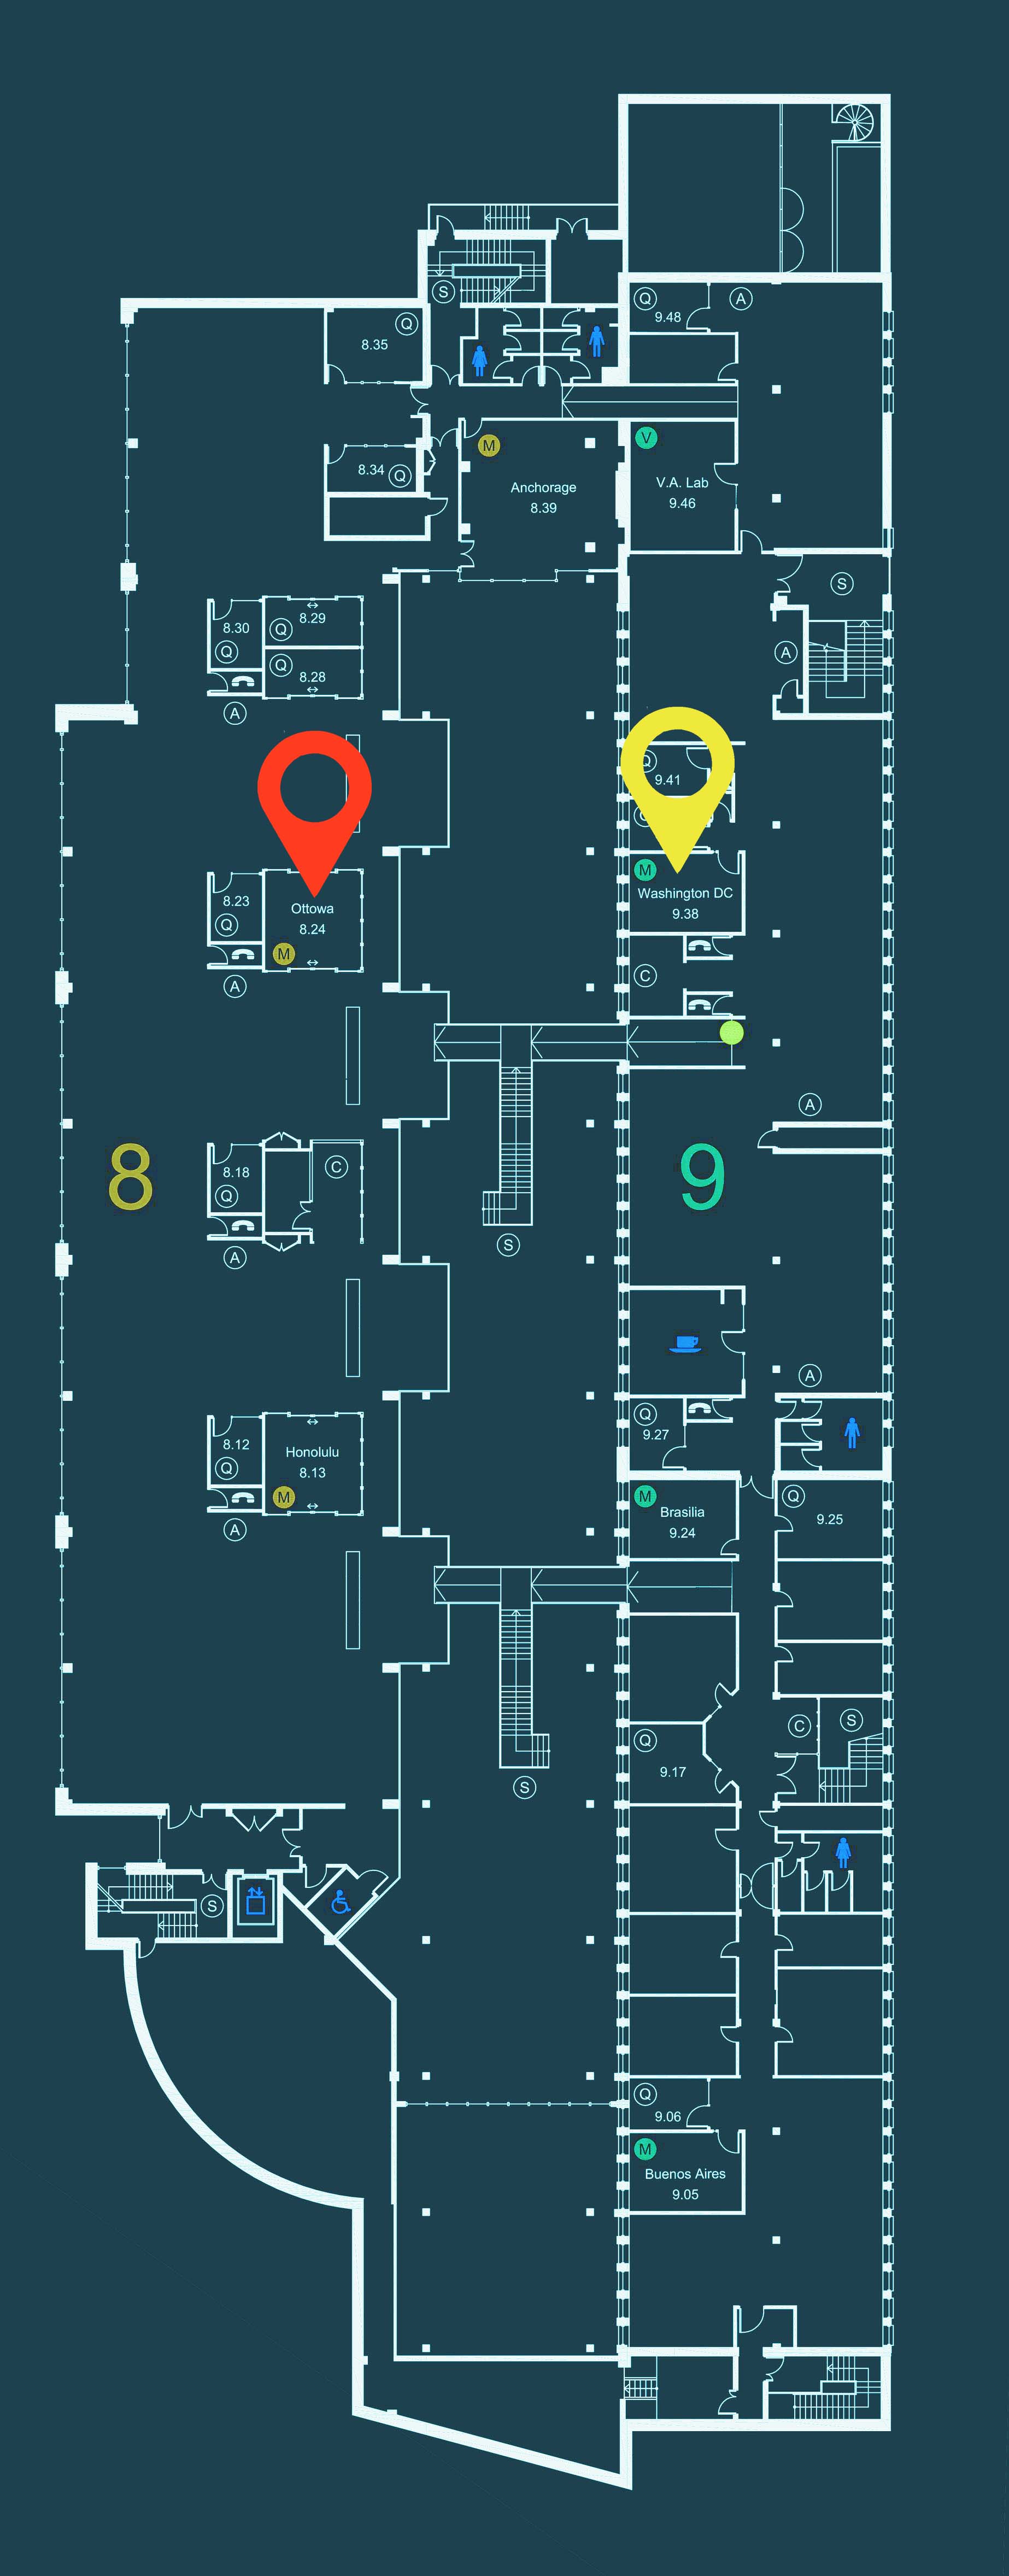 Q
9.48
A
S
Q
8.35
V
V.A. Lab
9.46
M
Anchorage
8.39
8.34
Q
S
A
8.30
Q
8.29
Q
Q
8.28
A
Q
9.41
M
Washington DC
9.38
8.23
Q
Ottowa
8.24
M
A
C
A
8
8.18
Q
C
A
9
S
A
Q
9.27
8.12
Q
Honolulu
8.13
M
A
M
Brasilia
9.24
Q
9.25
C
S
Q
9.17
S
S
Q
9.06
M
Buenos Aires
9.05